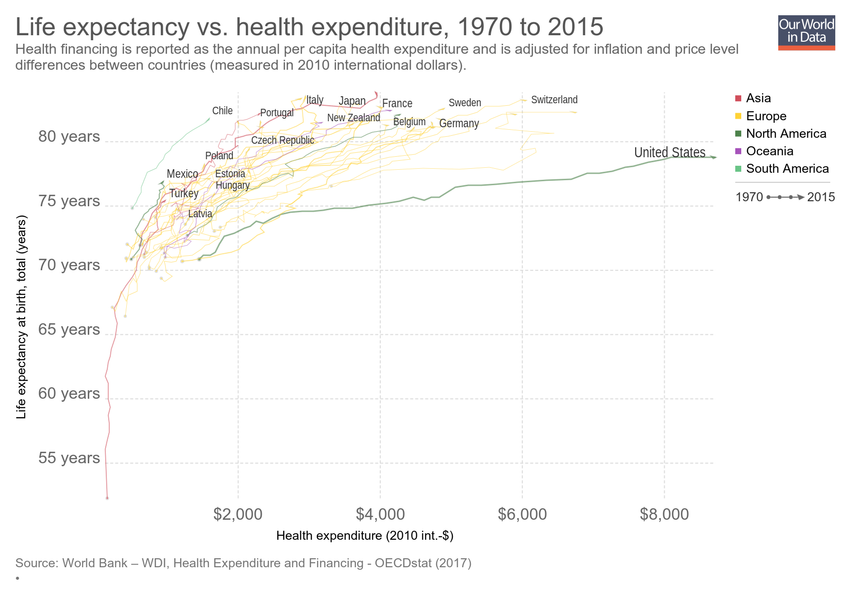 Life expectancy vs. health expenditure, 1970 to 2015
Our World
in Data
Health financing is reported as the annual per capita health expenditure and is adjusted for inflation and price level
differences between countries (measured in 2010 international dollars).
Asia
Europe
North America
Oceania
South America
1970 2015
Life expectancy at birth, total (years)
80 years
75 years
70 years
65 years
60 years
55 years
Italy
Japan
France
Sweden
Switzerland
Chile
Portugal
New Zealand
Belgium
Germany
Czech Republic
United States
Poland
Mexico
Estonia
Hungary
Turkey
Latvia
$2,000
$4,000
$6,000
$8,000
Health expenditure (2010 int.-$)
Source: World Bank – WDI, Health Expenditure and Financing - OECDstat (2017)
•